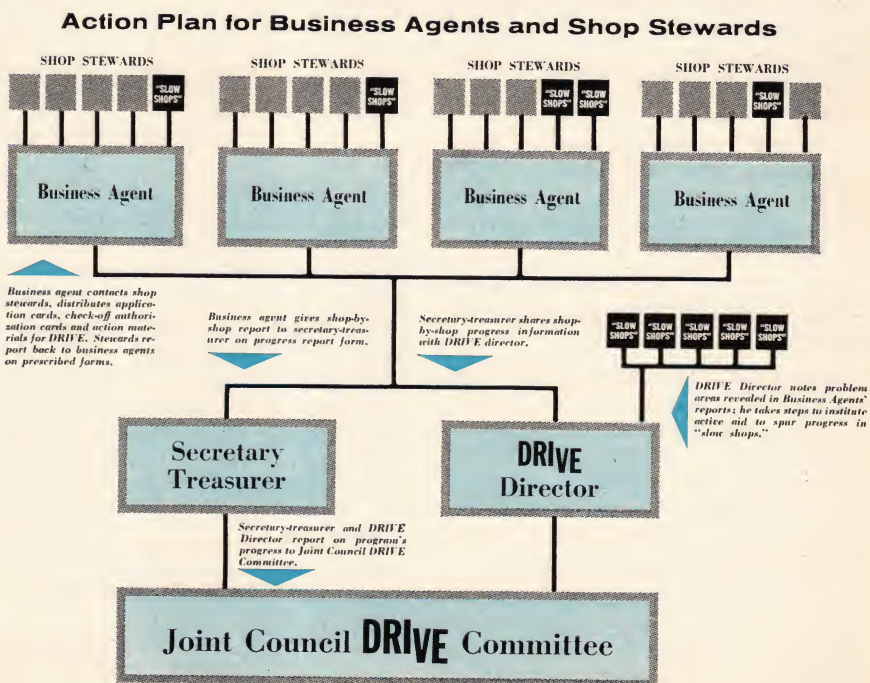 Action Plan for Business Agents and Shop Stewards
SHOP STEWARDS
SHOP STEWARDS
SHOP STEWARDS
SHOP STEWARDS
"SLOW
SHOPS"
"SLOW
SHOPS"
"SLOW
SHOPS"
"SLOW
SHOPS"
"SLOW
SHOPS"
Business Agent
Business Agent
Business Agent
Business Agent
Business agent contacts shop
stewards, distributes applica-
tion cards, check-off authori-
zation cards and action mate-
rials for DRIVE. Stewards re-
port back to business agents
on prescribed forms.
Business agent gives shop-by-
shop report to secretary-treas-
urer on progress report form.
Secretary-treasurer shares shop-
by-shop progress information
with DRIVE director.
"SLOW
SHOPS"
"SLOW
SHOPS"
"SLOW
SHOPS"
"SLOW
SHOPS"
"SLOW
SHOPS"
DRIVE Director notes problem
areas revealed in Business Agents'
reports; he takes steps to institute
active aid to spur progress in
"slow shops."
Secretary
Treasurer
DRIVE
Director
Secretary-treasurer and DRIVE
Director report on program's
progress to Joint Council DRIVE
Committee.
Joint Council DRIVE Committee